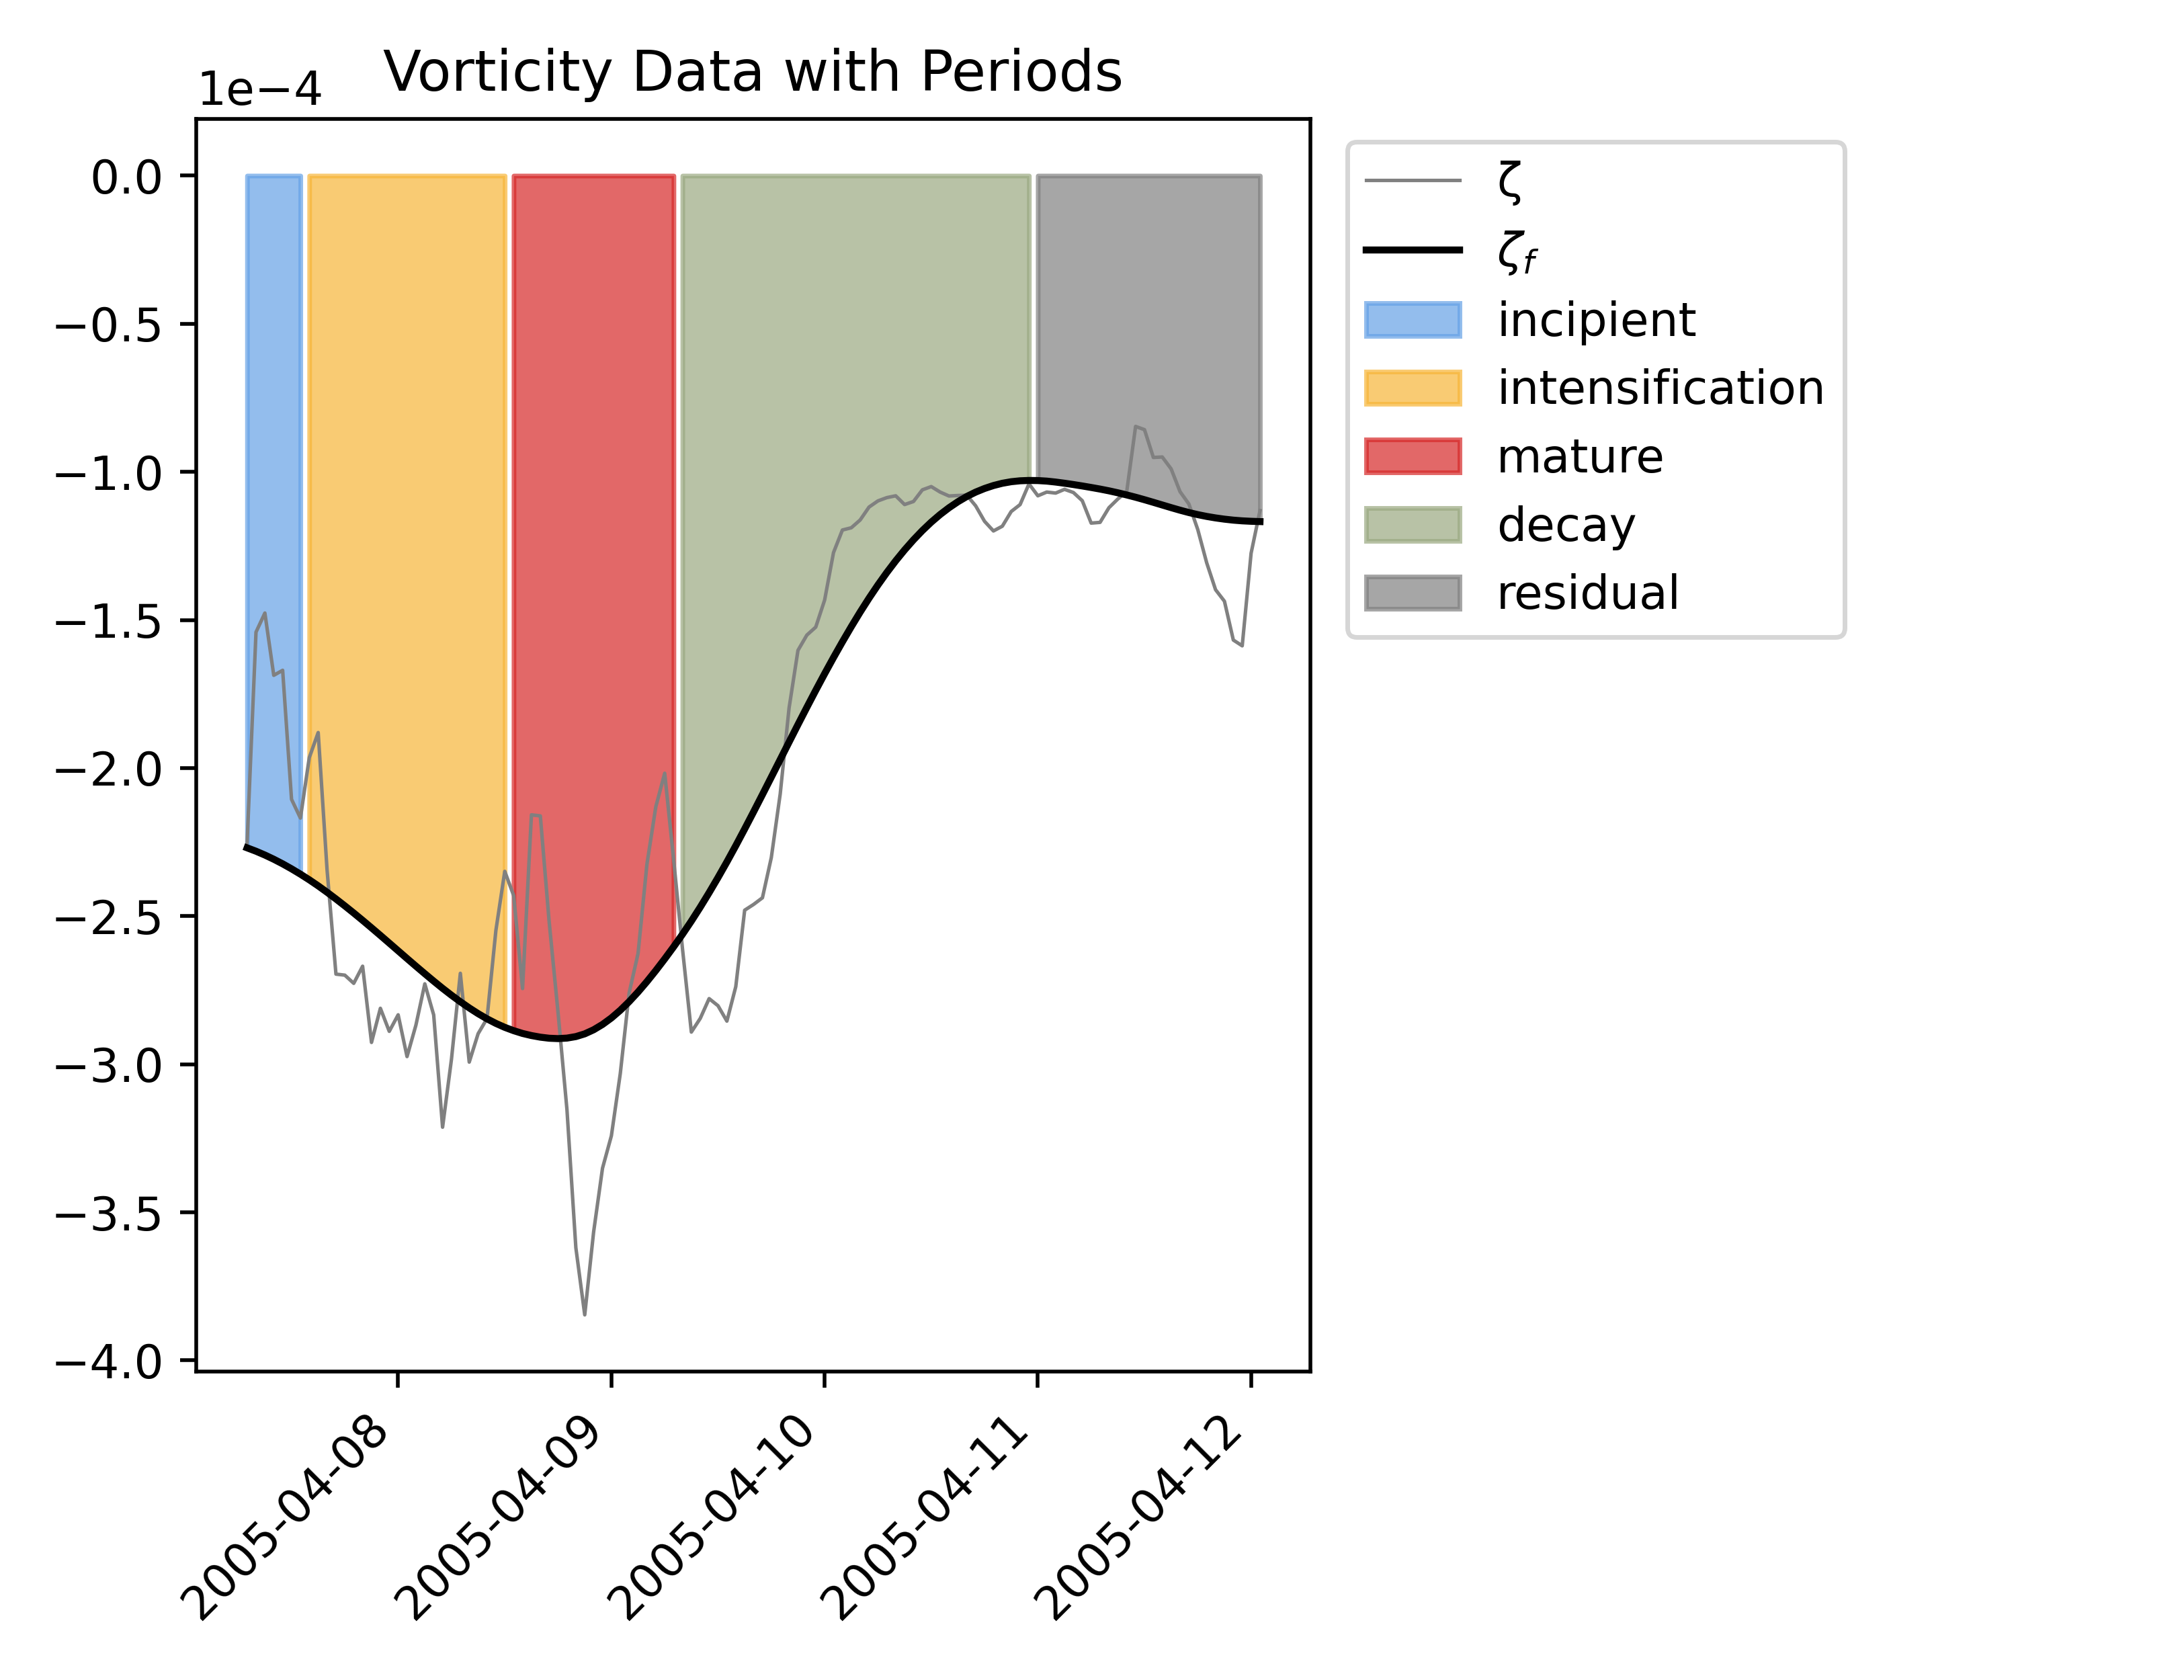 Vorticity Data with Periods
1e−4
0.0
−0.5
−1.0
−1.5
−2.0
−2.5
−3.0
−3.5
−4.0
2005-04-08
2005-04-09
2005-04-10
2005-04-11
2005-04-12
ζ
ζf
incipient
intensification
mature
decay
residual